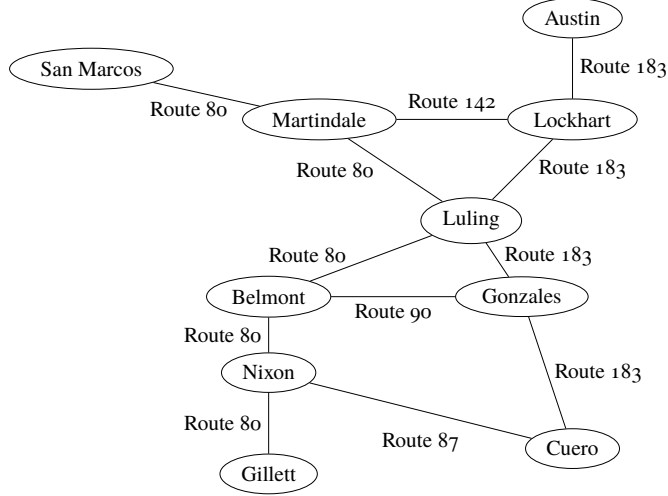 Austin
Route 183
San Marcos
Route 80
Martindale
Route 142
Lockhart
Route 80
Route 183
Luling
Route 80
Route 183
Belmont
Route 90
Gonzales
Route 80
Nixon
Route 183
Route 80
Route 87
Cuero
Gillett